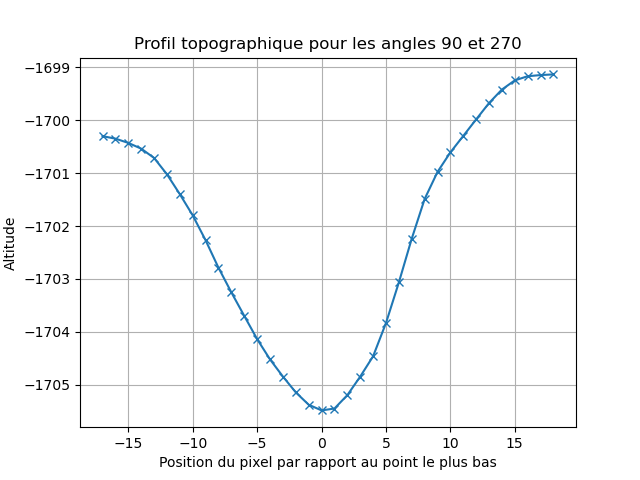 Profil topographique pour les angles 90 et 270
−1699
−1700
−1701
−1702
−1703
−1704
−1705
Altitude
−15 −10 −5 0 5 10 15
Position du pixel par rapport au point le plus bas